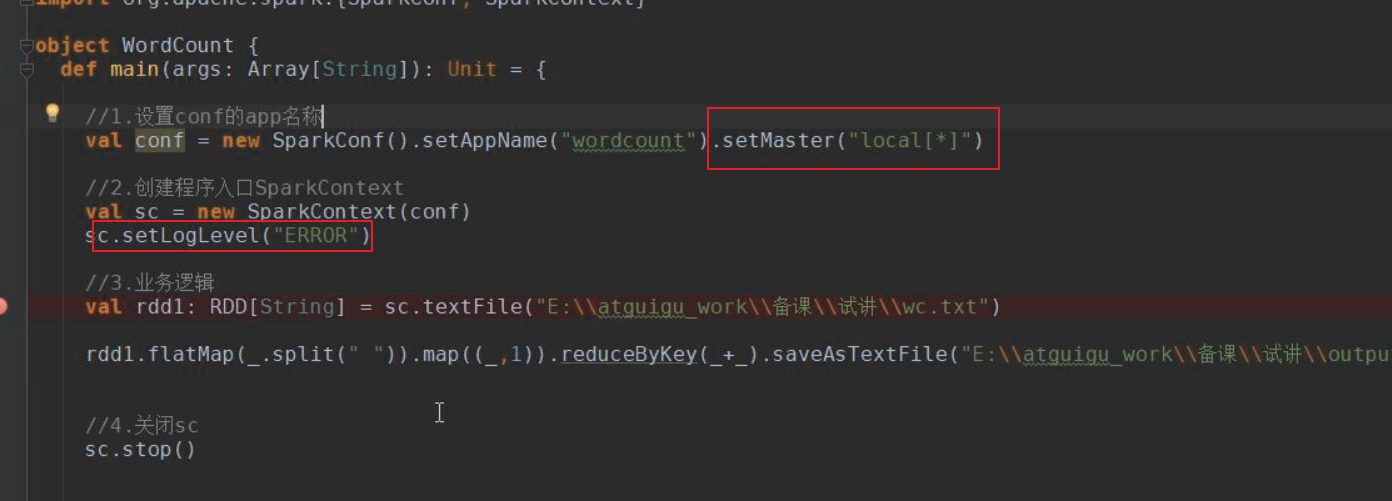 import org.apache.spark.{SparkConf, SparkContext}
object WordCount {
def main(args: Array[String]): Unit = {
//1.设置conf的app名称
val conf = new SparkConf().setAppName("wordcount").setMaster("local[*]")
//2.创建程序入口SparkContext
val sc = new SparkContext(conf)
sc.setLogLevel("ERROR")
//3.业务逻辑
val rdd1: RDD[String] = sc.textFile("E:\\atguigu_work\\备课\\试讲\\wc.txt")
rdd1.flatMap(_.split(" ")).map((_,1)).reduceByKey(_+_).saveAsTextFile("E:\\atguigu_work\\备课\\试讲\\outpu
//4.关闭sc
sc.stop()